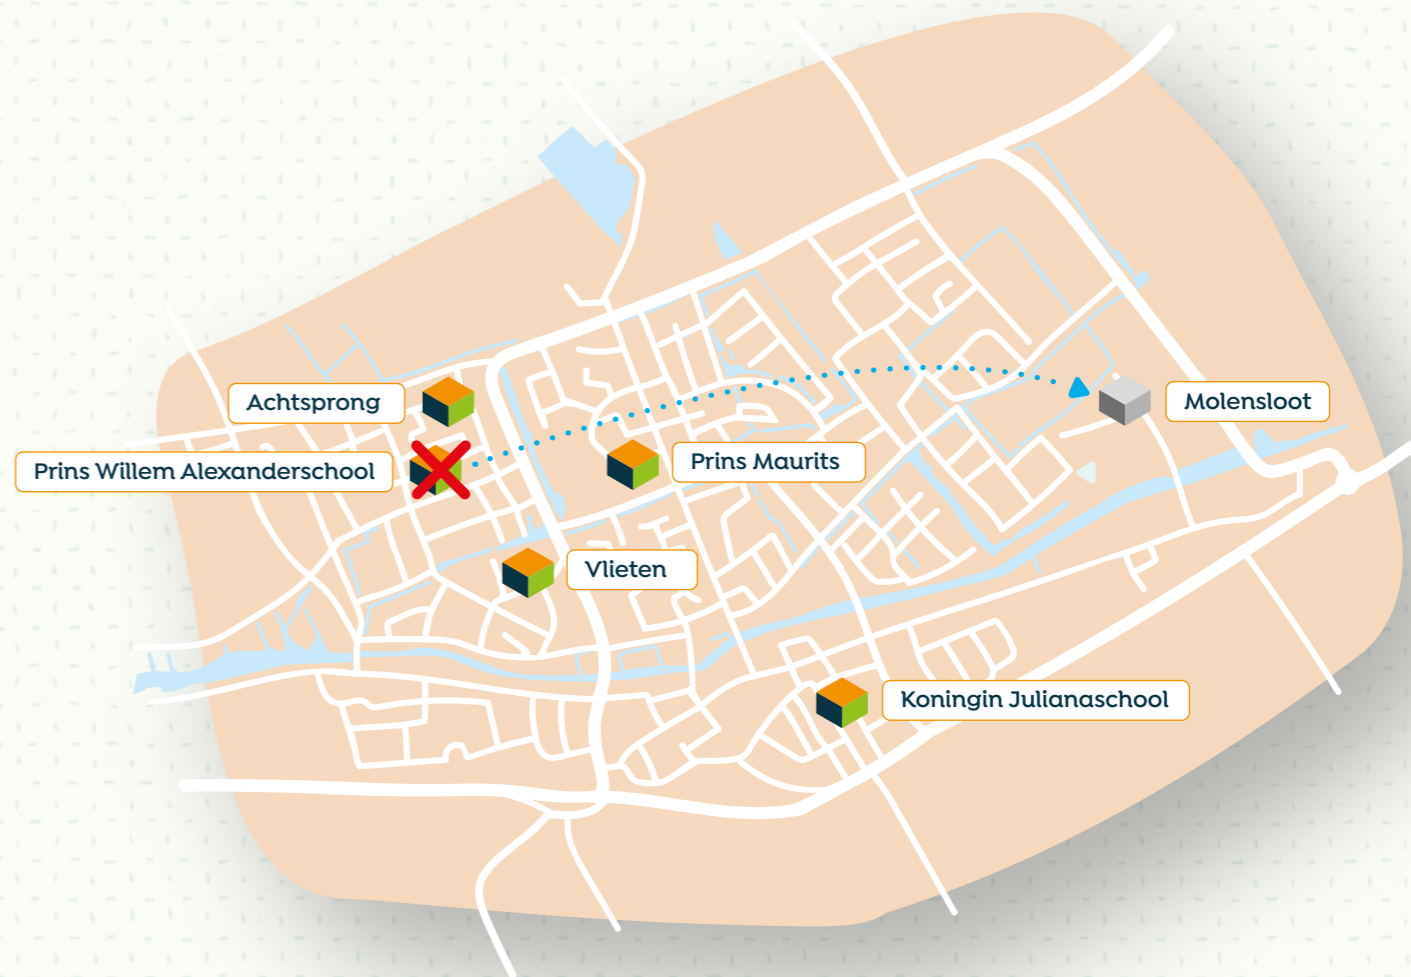 Achtsprong
Molensloot
Prins Willem Alexanderschool
Prins Maurits
Vlieten
Koningin Julianaschool